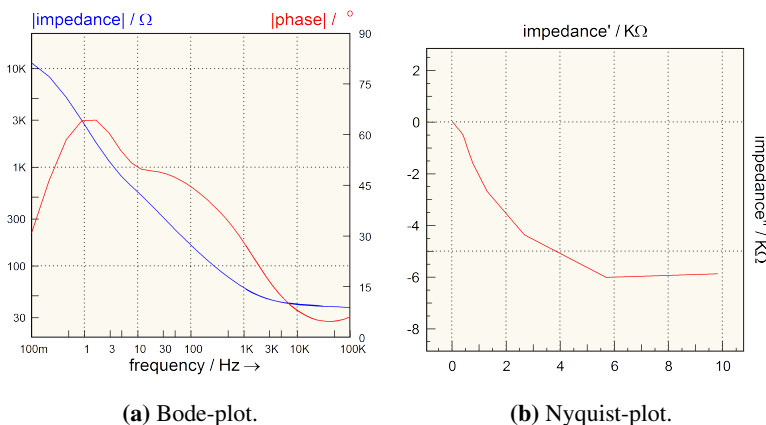 |impedance| / Ω
|phase| / °
10K
3K
1K
300
100
30
90
75
60
45
30
15
0
100m 1 3 10 30 100 1K 3K 10K 100K
frequency / Hz →
(a) Bode-plot.
impedance' / KΩ
2
0
-2
-4
-6
-8
0 2 4 6 8 10
impedance'' / KΩ
(b) Nyquist-plot.